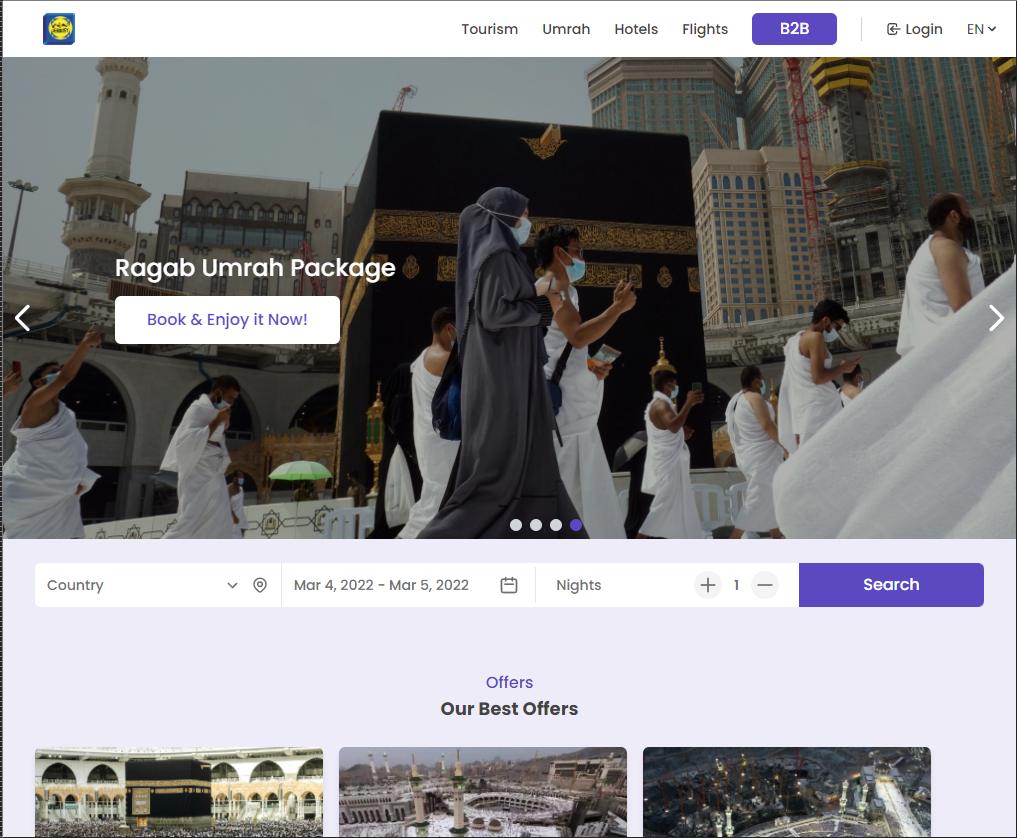 Tourism Umrah Hotels Flights B2B Login EN
Ragab Umrah Package
Book & Enjoy it Now!
Country Mar 4, 2022 - Mar 5, 2022 Nights 1 Search
Offers
Our Best Offers